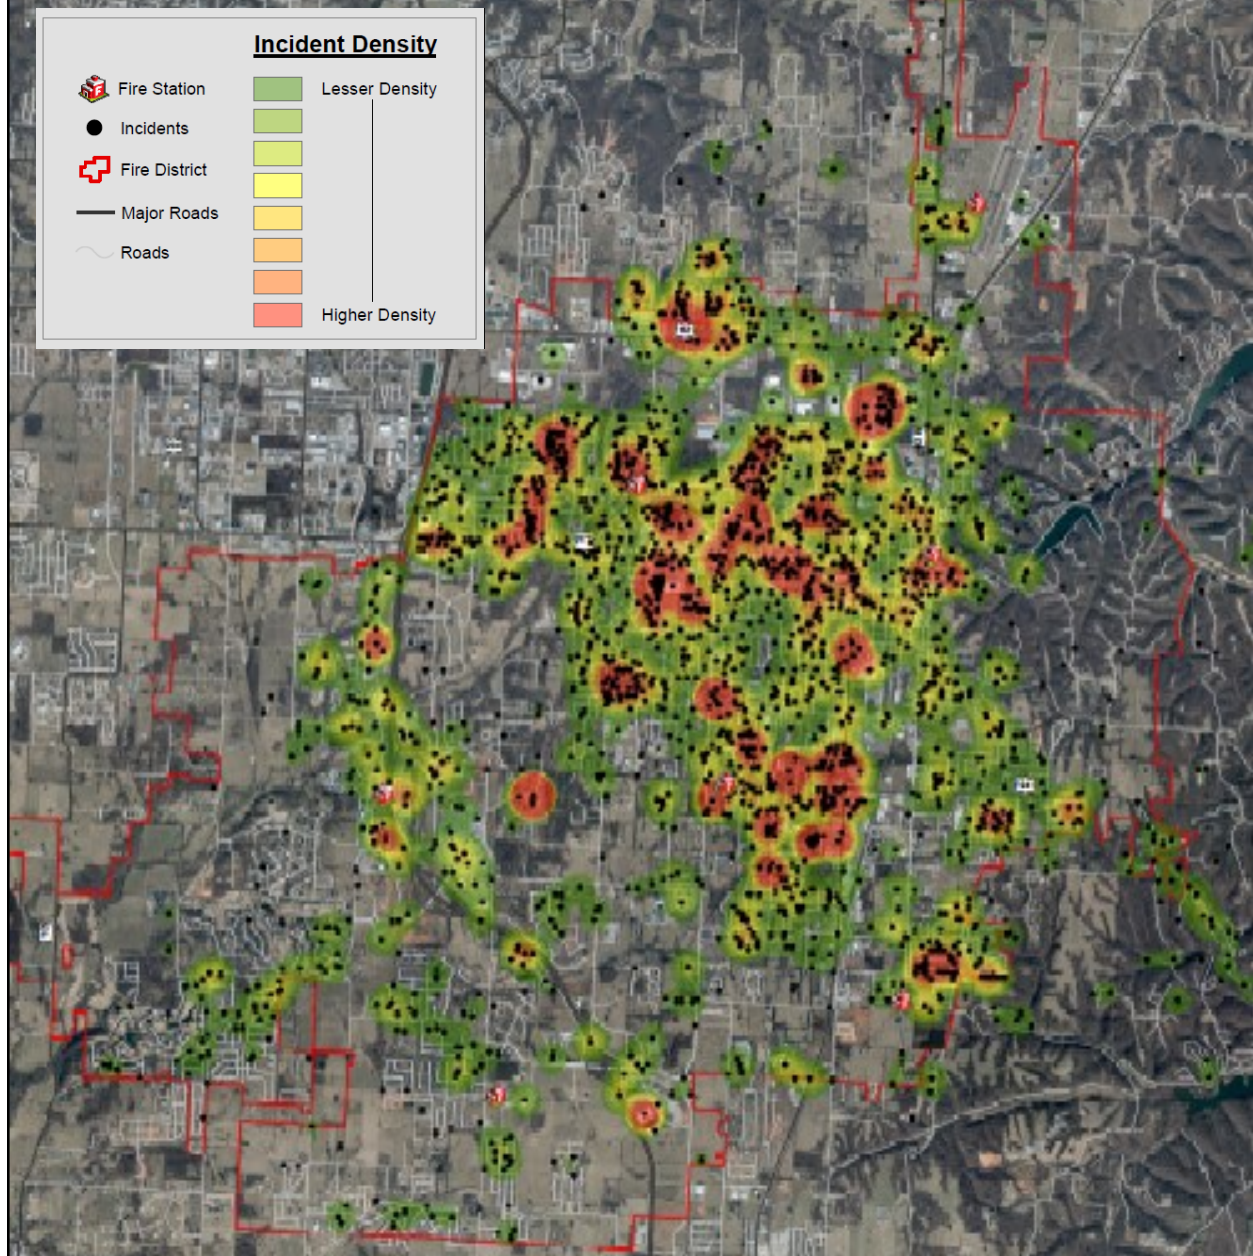 Incident Density
Fire Station
Lesser Density
Incidents
Fire District
Major Roads
Roads
Higher Density